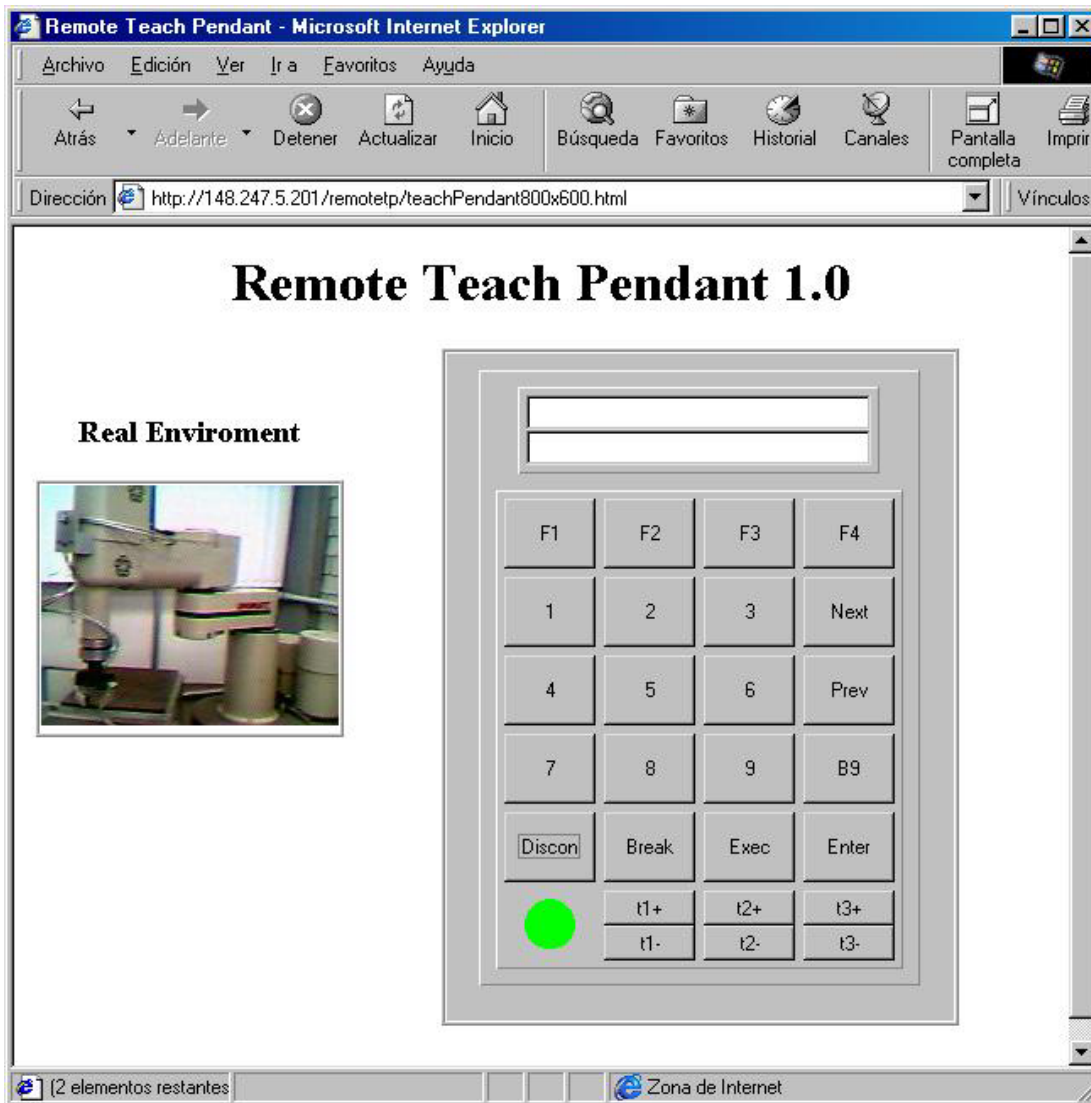 Remote Teach Pendant - Microsoft Internet Explorer
Archivo Edición Ver Ir a Favoritos Ayuda
Atrás Adelante Detener Actualizar Inicio Búsqueda Favoritos Historial Canales Pantalla completa Imprir
Dirección http://148.247.5.201/remotetp/teachPendant800x600.html Vínculos
Remote Teach Pendant 1.0
Real Enviroment
F1 F2 F3 F4
1 2 3 Next
4 5 6 Prev
7 8 9 B9
Discon Break Exec Enter
t1+ t2+ t3+
t1- t2- t3-
(2 elementos restantes Zona de Internet